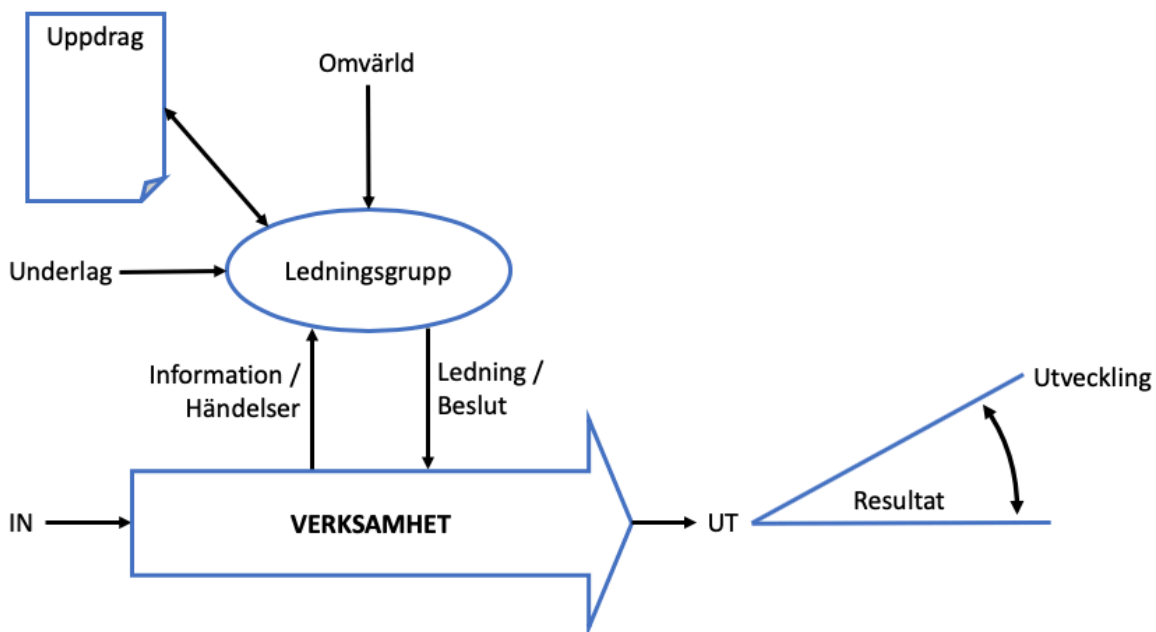 Uppdrag
Omvärld
Underlag
Ledningsgrupp
Information /
Händelser
Ledning /
Beslut
Utveckling
Resultat
IN
VERKSAMHET
UT